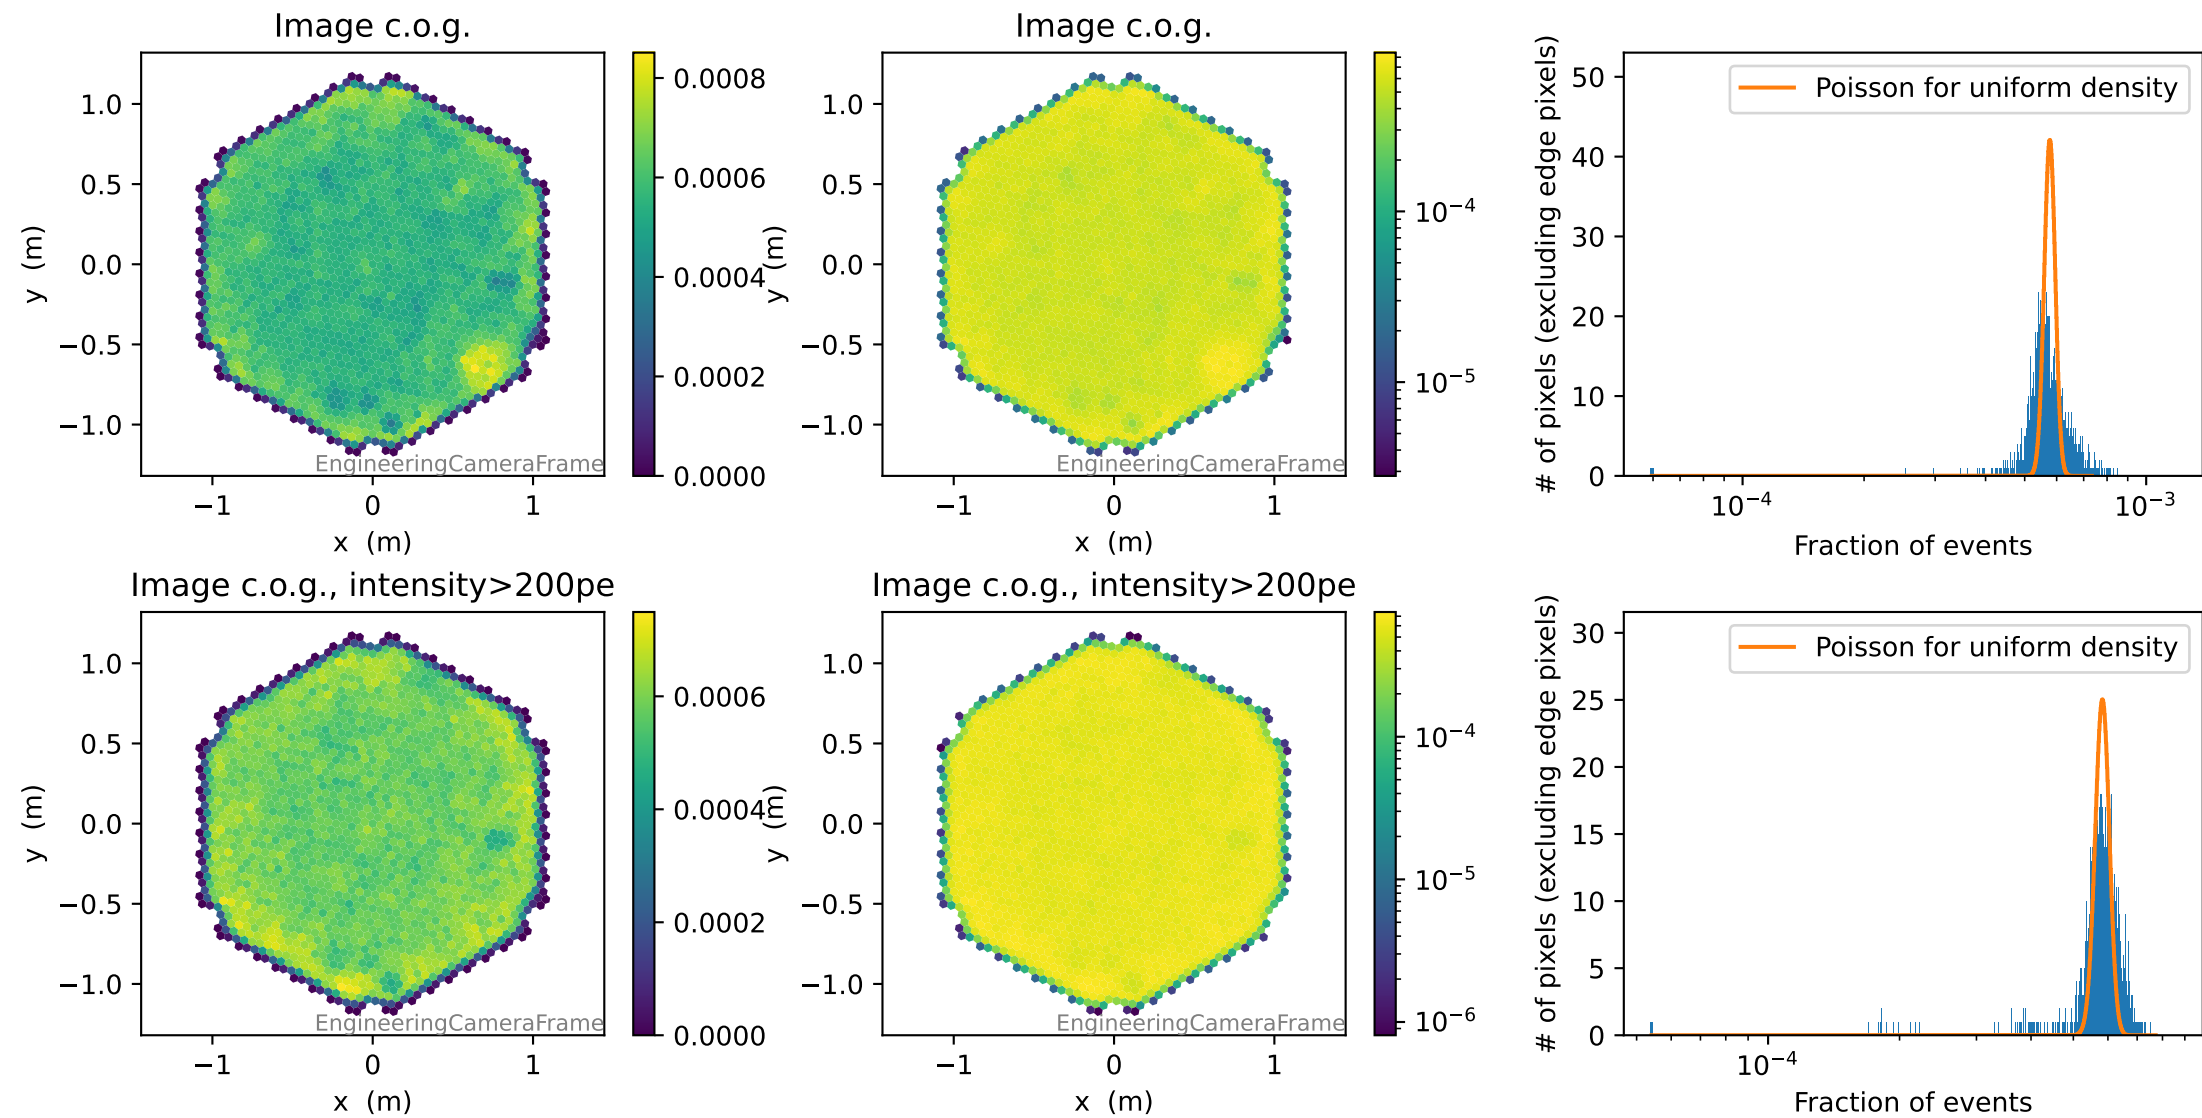 Image c.o.g.
y (m)
1.0
0.5
0.0
−0.5
−1.0
−1 0 1
x (m)
EngineeringCameraFrame
0.0008
0.0006
0.0004
0.0002
0.0000
Image c.o.g.
y (m)
1.0
0.5
0.0
−0.5
−1.0
−1 0 1
x (m)
EngineeringCameraFrame
10−4
10−5
# of pixels (excluding edge pixels)
50
40
30
20
10
0
Poisson for uniform density
10−4 10−3
Fraction of events
Image c.o.g., intensity>200pe
y (m)
1.0
0.5
0.0
−0.5
−1.0
−1 0 1
x (m)
EngineeringCameraFrame
0.0006
0.0004
0.0002
0.0000
Image c.o.g., intensity>200pe
y (m)
1.0
0.5
0.0
−0.5
−1.0
−1 0 1
x (m)
EngineeringCameraFrame
10−4
10−5
10−6
# of pixels (excluding edge pixels)
30
25
20
15
10
5
0
Poisson for uniform density
10−4
Fraction of events